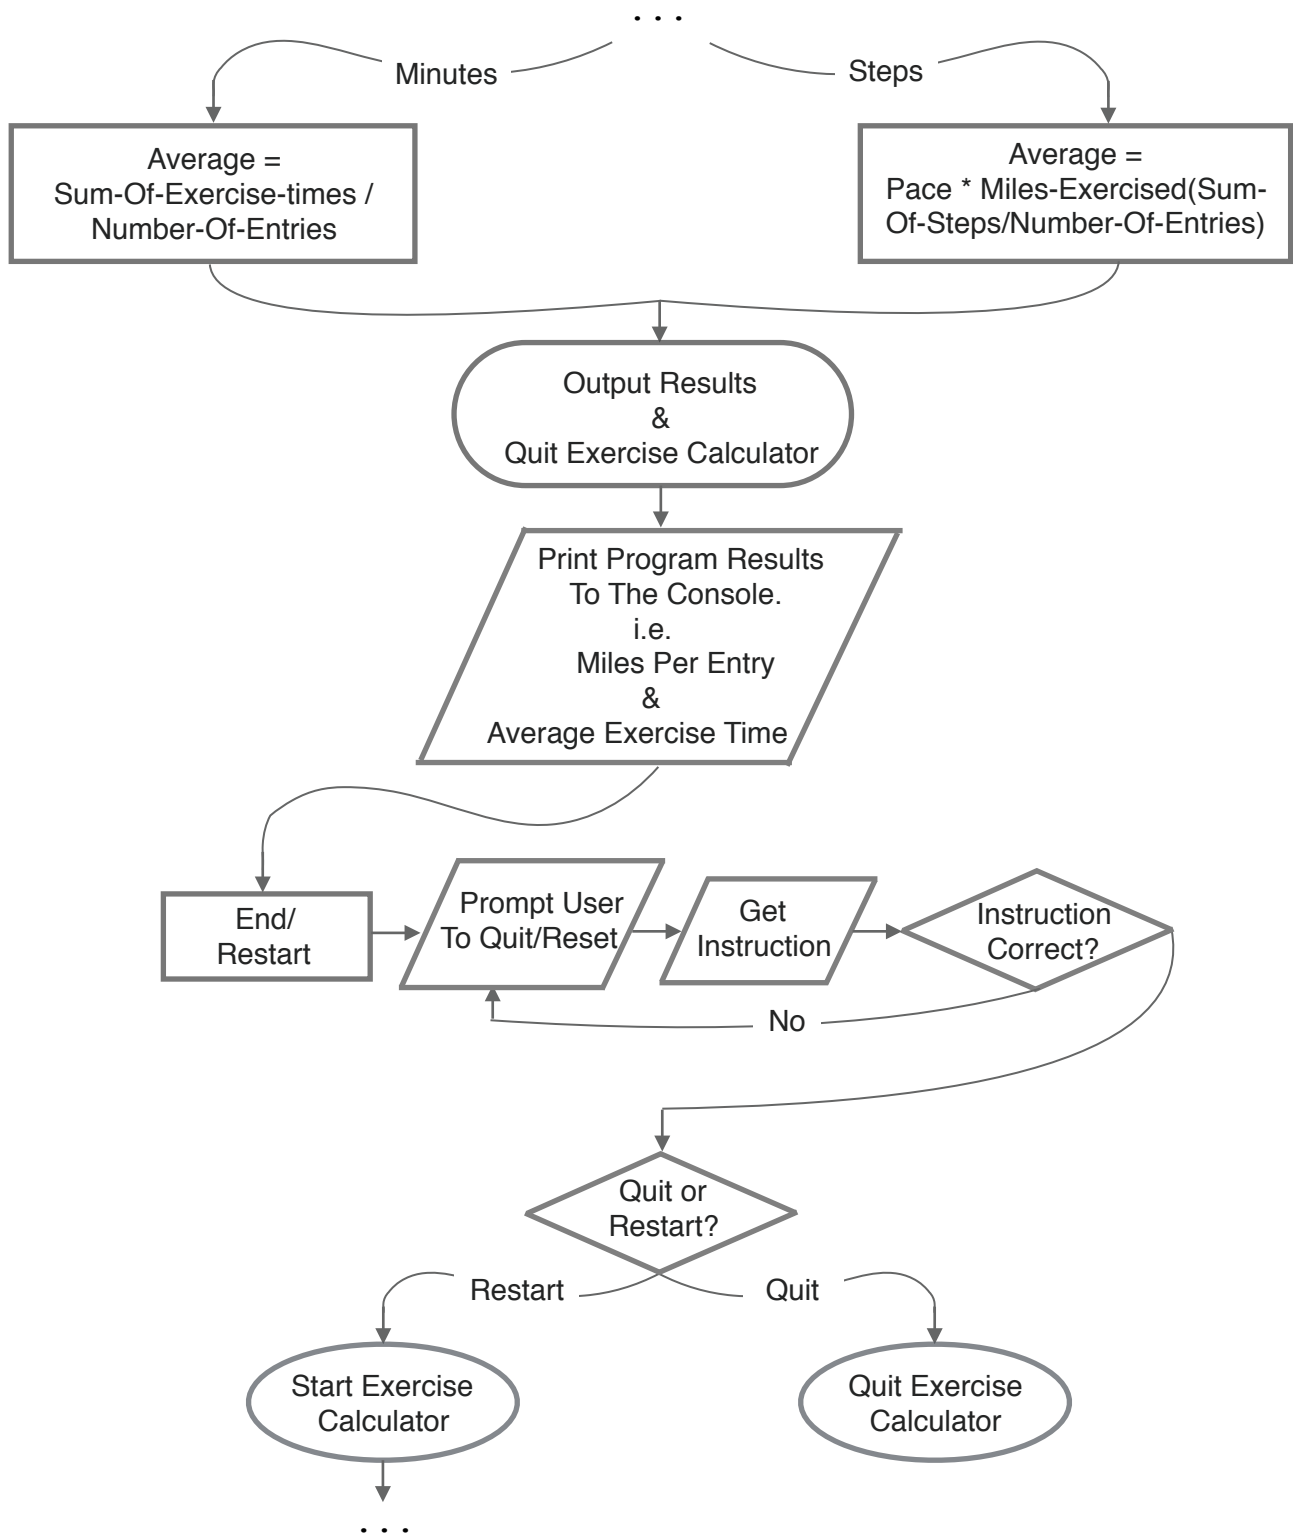 . . .
Minutes
Steps
Average =
Sum-Of-Exercise-times /
Number-Of-Entries
Average =
Pace * Miles-Exercised(Sum-
Of-Steps/Number-Of-Entries)
Output Results
&
Quit Exercise Calculator
Print Program Results
To The Console.
i.e.
Miles Per Entry
&
Average Exercise Time
End/
Restart
Prompt User
To Quit/Reset
Get
Instruction
Instruction
Correct?
No
Quit or
Restart?
Restart
Quit
Start Exercise
Calculator
Quit Exercise
Calculator
. . .